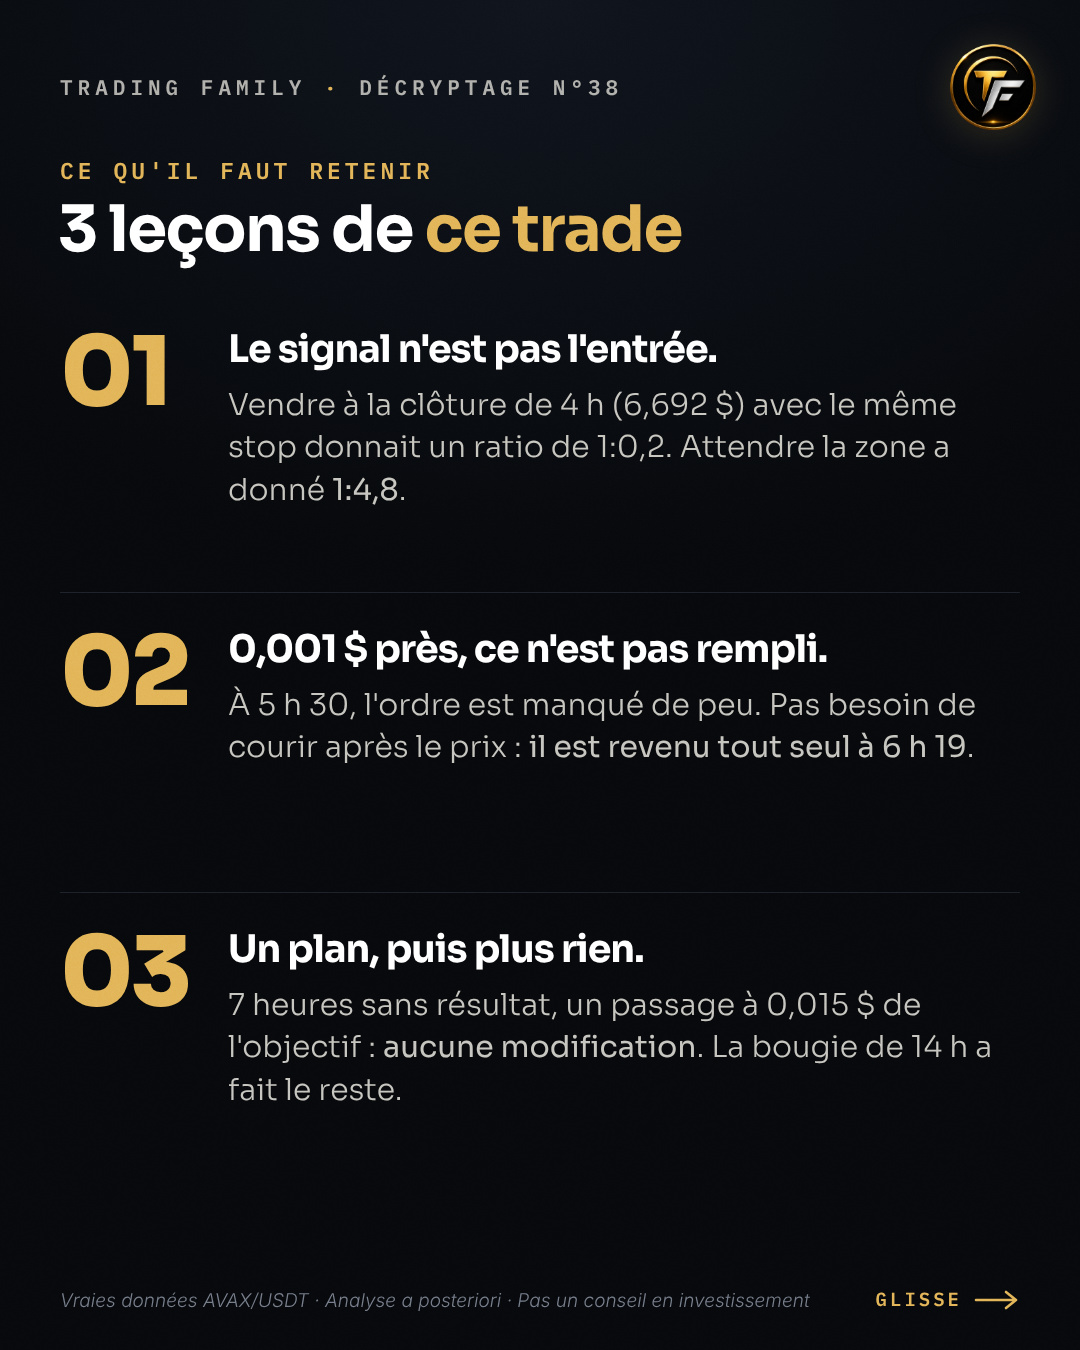 TRADING FAMILY · DÉCRYPTAGE N°38
TF
CE QU'IL FAUT RETENIR
3 leçons de ce trade
01
Le signal n'est pas l'entrée.
Vendre à la clôture de 4 h (6,692 $) avec le même
stop donnait un ratio de 1:0,2. Attendre la zone a
donné 1:4,8.
02
0,001 $ près, ce n'est pas rempli.
À 5 h 30, l'ordre est manqué de peu. Pas besoin de
courir après le prix : il est revenu tout seul à 6 h 19.
03
Un plan, puis plus rien.
7 heures sans résultat, un passage à 0,015 $ de
l'objectif : aucune modification. La bougie de 14 h a
fait le reste.
Vraies données AVAX/USDT · Analyse a posteriori · Pas un conseil en investissement
GLISSE →